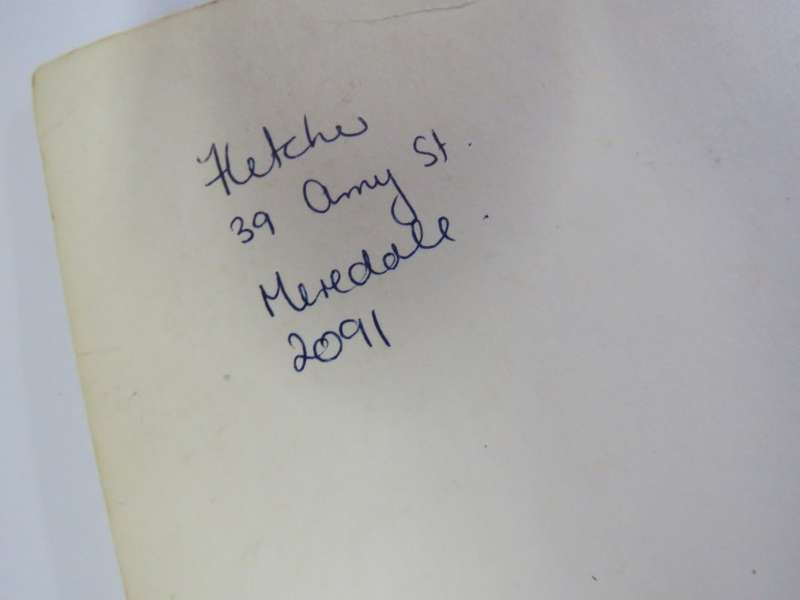 Fletcher
39 Amy St.
Meredale.
2091